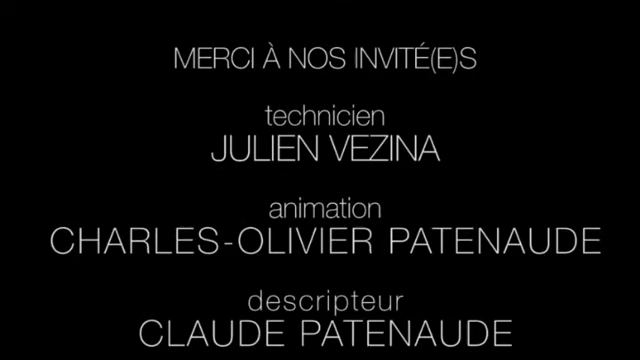 MERCI À NOS INVITÉ(E)S
technicien
JULIEN VEZINA
animation
CHARLES-OLIVIER PATENAUDE
descripteur
CLAUDE PATENAUDE